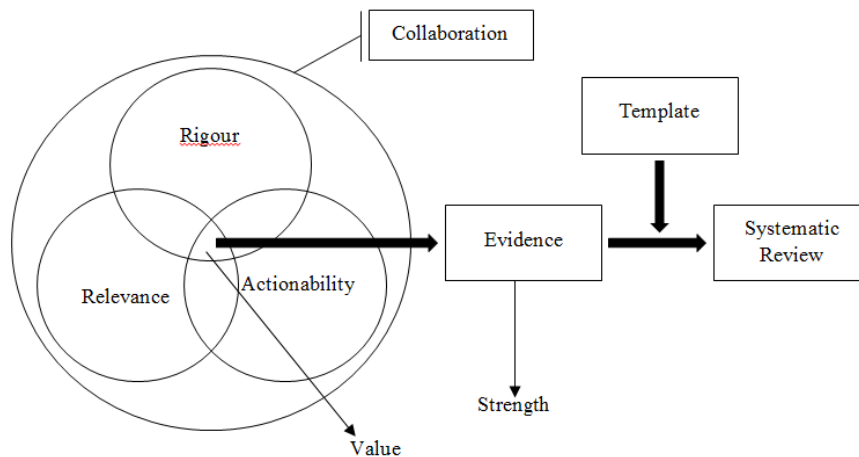 Collaboration
Rigour
Template
Evidence
Systematic
Review
Relevance
Actionability
Strength
Value